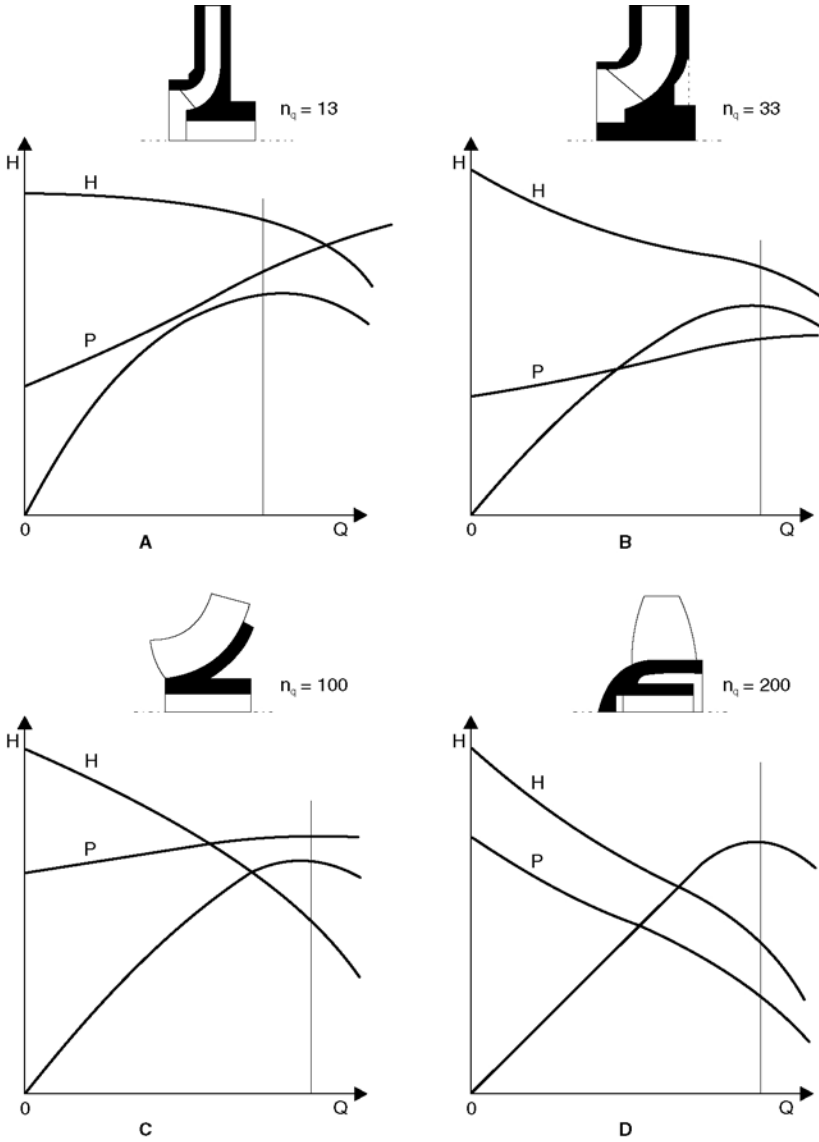 n_q = 13
H
H
P
0
Q
A
n_q = 33
H
H
P
0
Q
B
n_q = 100
H
H
P
0
Q
C
n_q = 200
H
H
P
0
Q
D